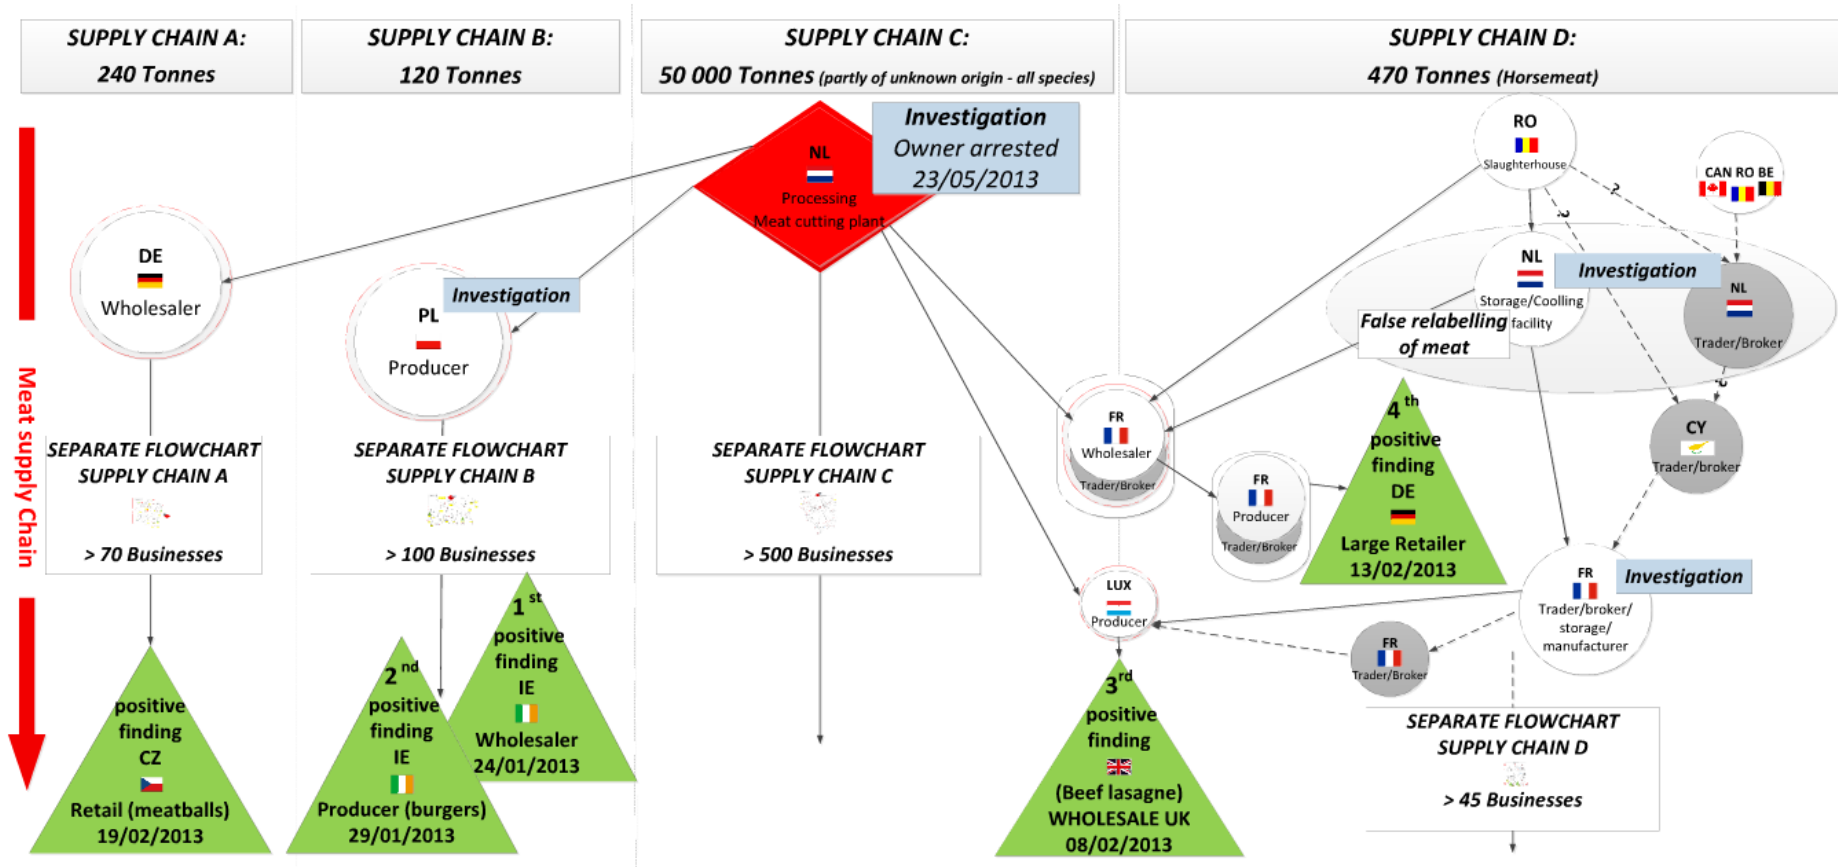 SUPPLY CHAIN A:
240 Tonnes
SUPPLY CHAIN B:
120 Tonnes
SUPPLY CHAIN C:
50 000 Tonnes (partly of unknown origin - all species)
SUPPLY CHAIN D:
470 Tonnes (Horsemeat)
Meat supply Chain
DE
Wholesaler
SEPARATE FLOWCHART
SUPPLY CHAIN A
> 70 Businesses
positive
finding
CZ
Retail (meatballs)
19/02/2013
PL
Producer
Investigation
SEPARATE FLOWCHART
SUPPLY CHAIN B
> 100 Businesses
1st
positive
finding
IE
Wholesaler
24/01/2013
2nd
positive
finding
IE
Producer (burgers)
29/01/2013
NL
Processing
Meat cutting plant
Investigation
Owner arrested
23/05/2013
SEPARATE FLOWCHART
SUPPLY CHAIN C
> 500 Businesses
RO
Slaughterhouse
CAN RO BE
?
?
NL
Storage/Coolling
facility
Investigation
NL
Trader/Broker
?
False relabelling
of meat
FR
Wholesaler
Trader/Broker
FR
Producer
Trader/Broker
4th
positive
finding
DE
Large Retailer
13/02/2013
CY
Trader/broker
LUX
Producer
FR
Trader/broker/
storage/
manufacturer
Investigation
FR
Trader/Broker
3rd
positive
finding
(Beef lasagne)
WHOLESALE UK
08/02/2013
SEPARATE FLOWCHART
SUPPLY CHAIN D
> 45 Businesses